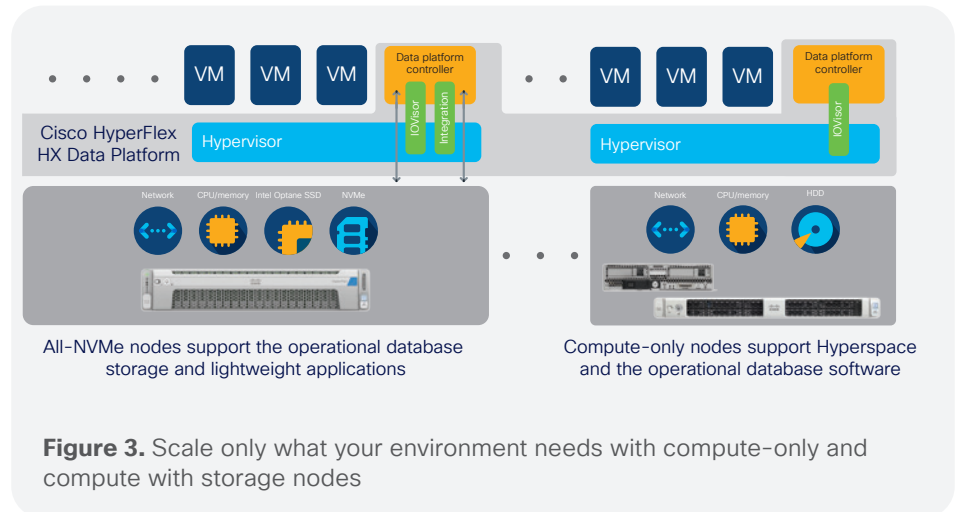 VM VM VM
Data platform
controller
IOVisor
Integration
VM VM VM
Data platform
controller
IOVisor
Cisco HyperFlex
HX Data Platform
Hypervisor
Hypervisor
Network CPU/memory Intel Optane SSD NVMe
Network CPU/memory HDD
All-NVMe nodes support the operational database
storage and lightweight applications
Compute-only nodes support Hyperspace
and the operational database software
Figure 3. Scale only what your environment needs with compute-only and
compute with storage nodes